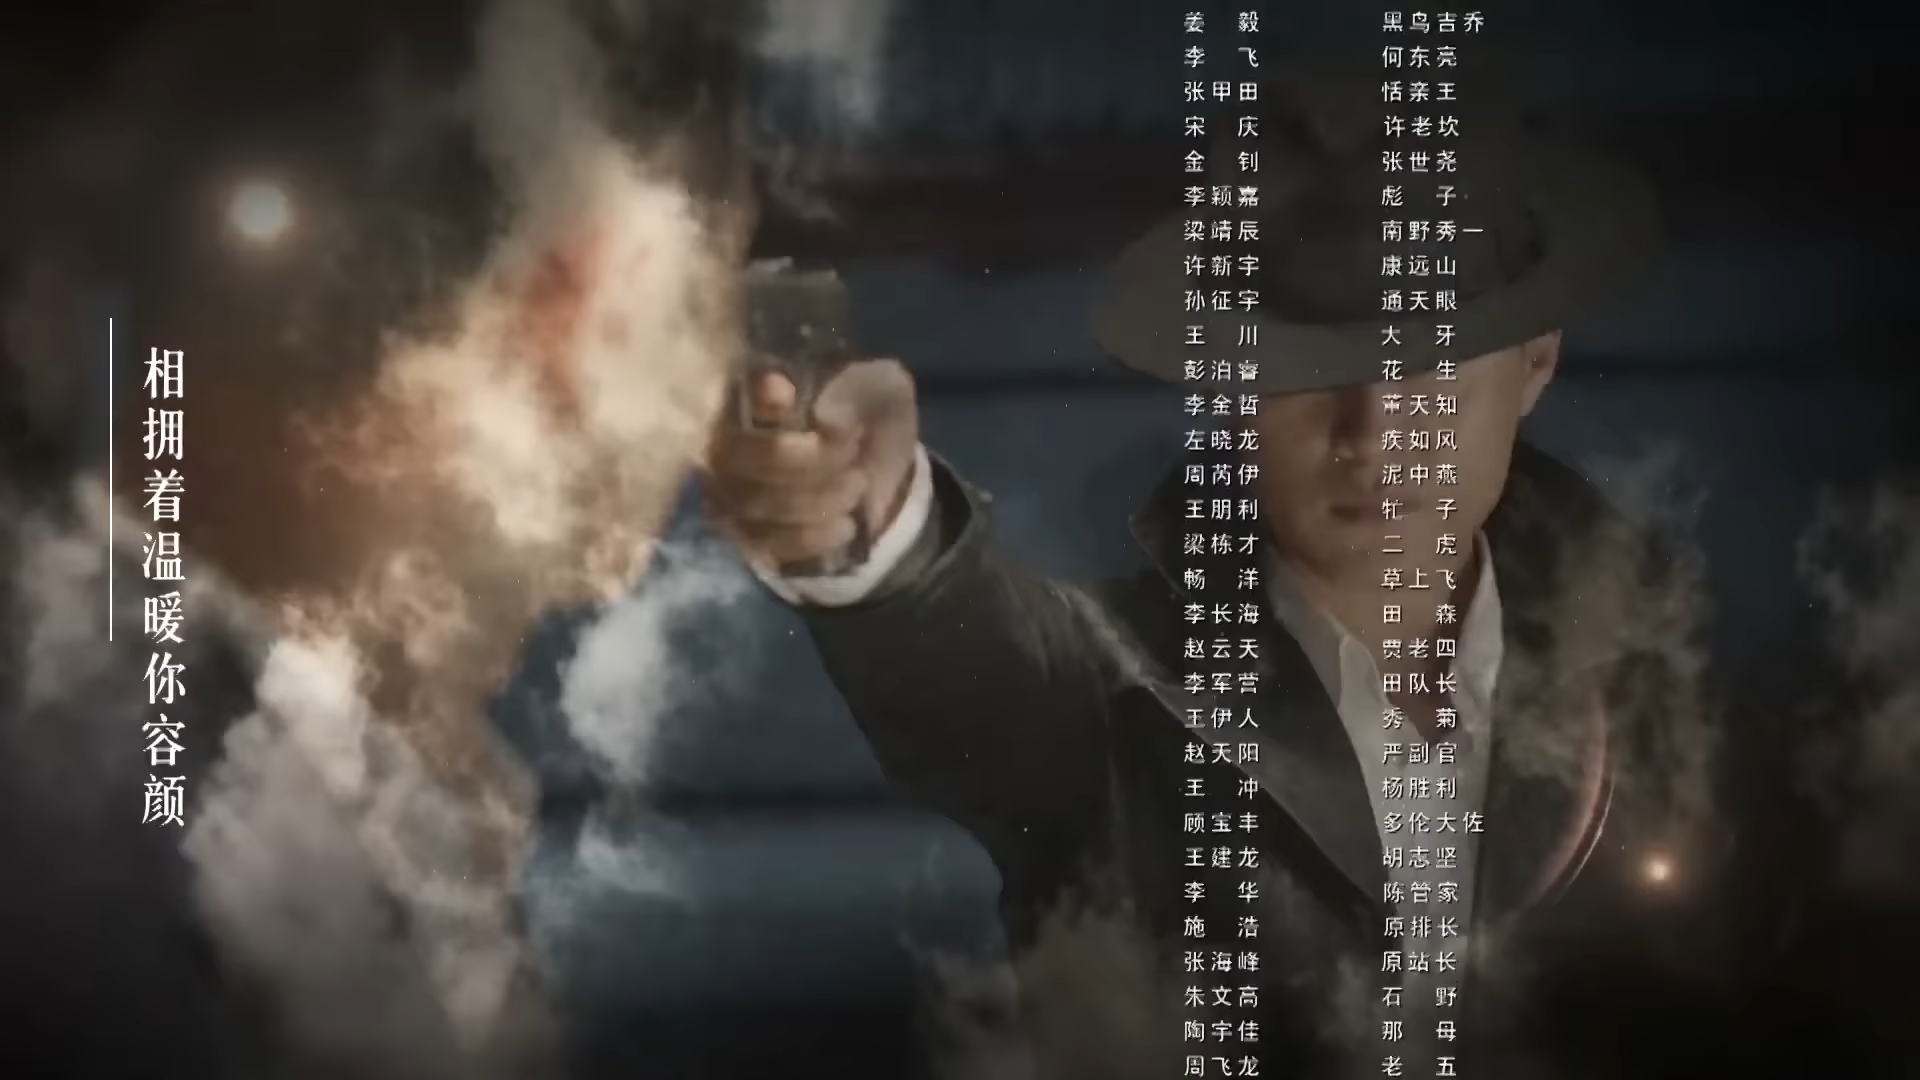 相拥着温暖你容颜
姜毅 黑鸟吉乔
李飞 何东亮
张甲田 恬亲王
宋庆 许老坎
金钊 张世尧
李颖嘉 彪子
梁靖辰 南野秀一
许新宇 康远山
孙征宇 通天眼
王川 大牙
彭泊睿 花生
李金哲 董天知
左晓龙 疾如风
周芮伊 泥中燕
王朋利 牤子
梁栋才 二虎
畅洋 草上飞
李长海 田森
赵云天 贾老四
李军营 田队长
王伊人 秀菊
赵天阳 严副官
王冲 杨胜利
顾宝丰 多伦大佐
王建龙 胡志坚
李华 陈管家
施浩 原排长
张海峰 原站长
朱文高 石野
陶宇佳 那母
周飞龙 老五